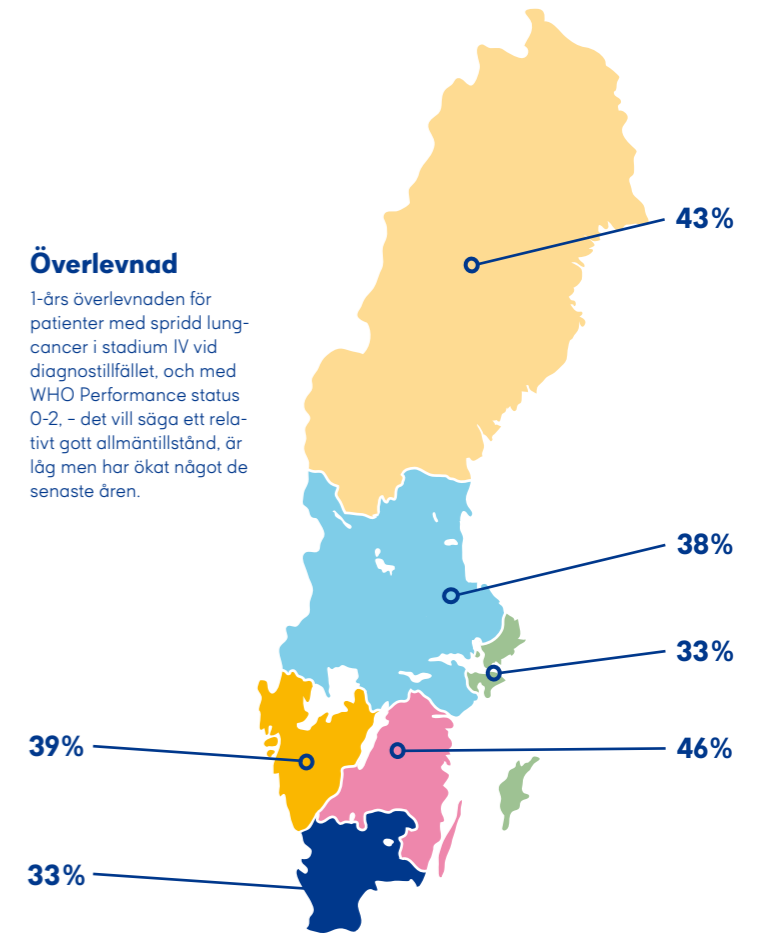 Överlevnad
1-års överlevnaden för
patienter med spridd lung-
cancer i stadium IV vid
diagnostillfället, och med
WHO Performance status
0-2, – det vill säga ett rela-
tivt gott allmäntillstånd, är
låg men har ökat något de
senaste åren.
43%
38%
33%
39%
46%
33%